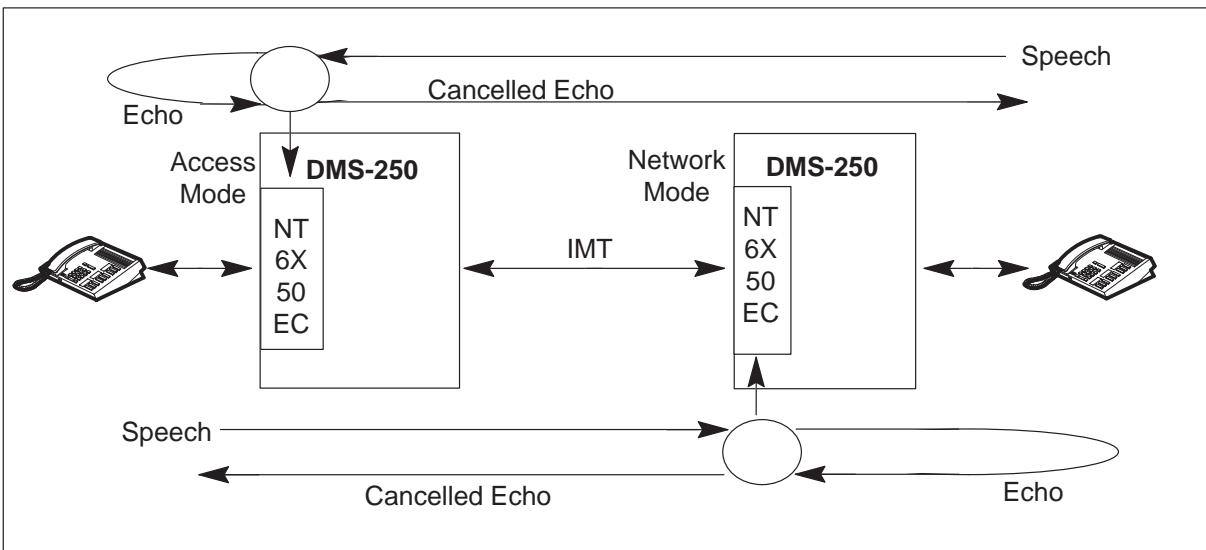 Speech
Cancelled Echo
Echo
Access
Mode
DMS-250
NT
6X
50
EC
IMT
Network
Mode
DMS-250
NT
6X
50
EC
Speech
Cancelled Echo
Echo